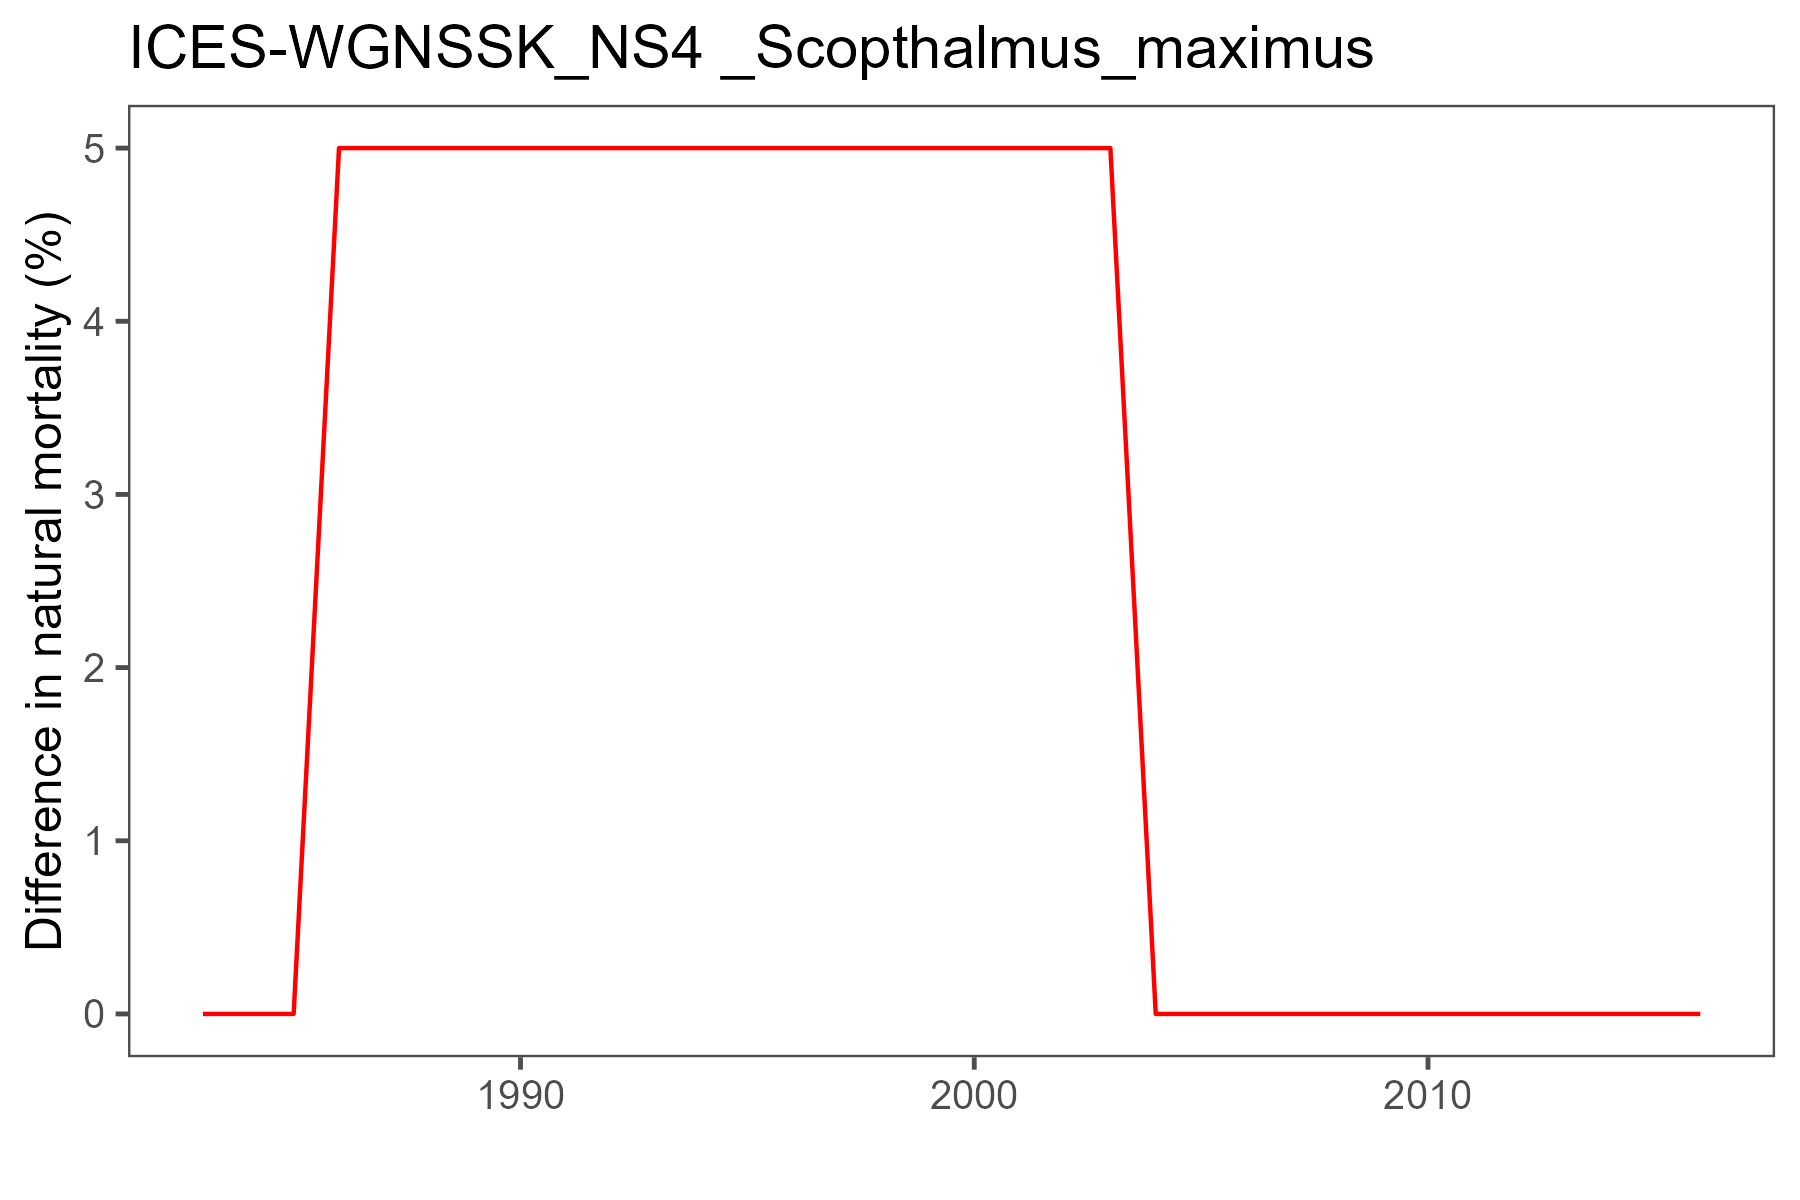 ICES-WGNSSK_NS4 _Scopthalmus_maximus
Difference in natural mortality (%)
5
4
3
2
1
0
1990 2000 2010